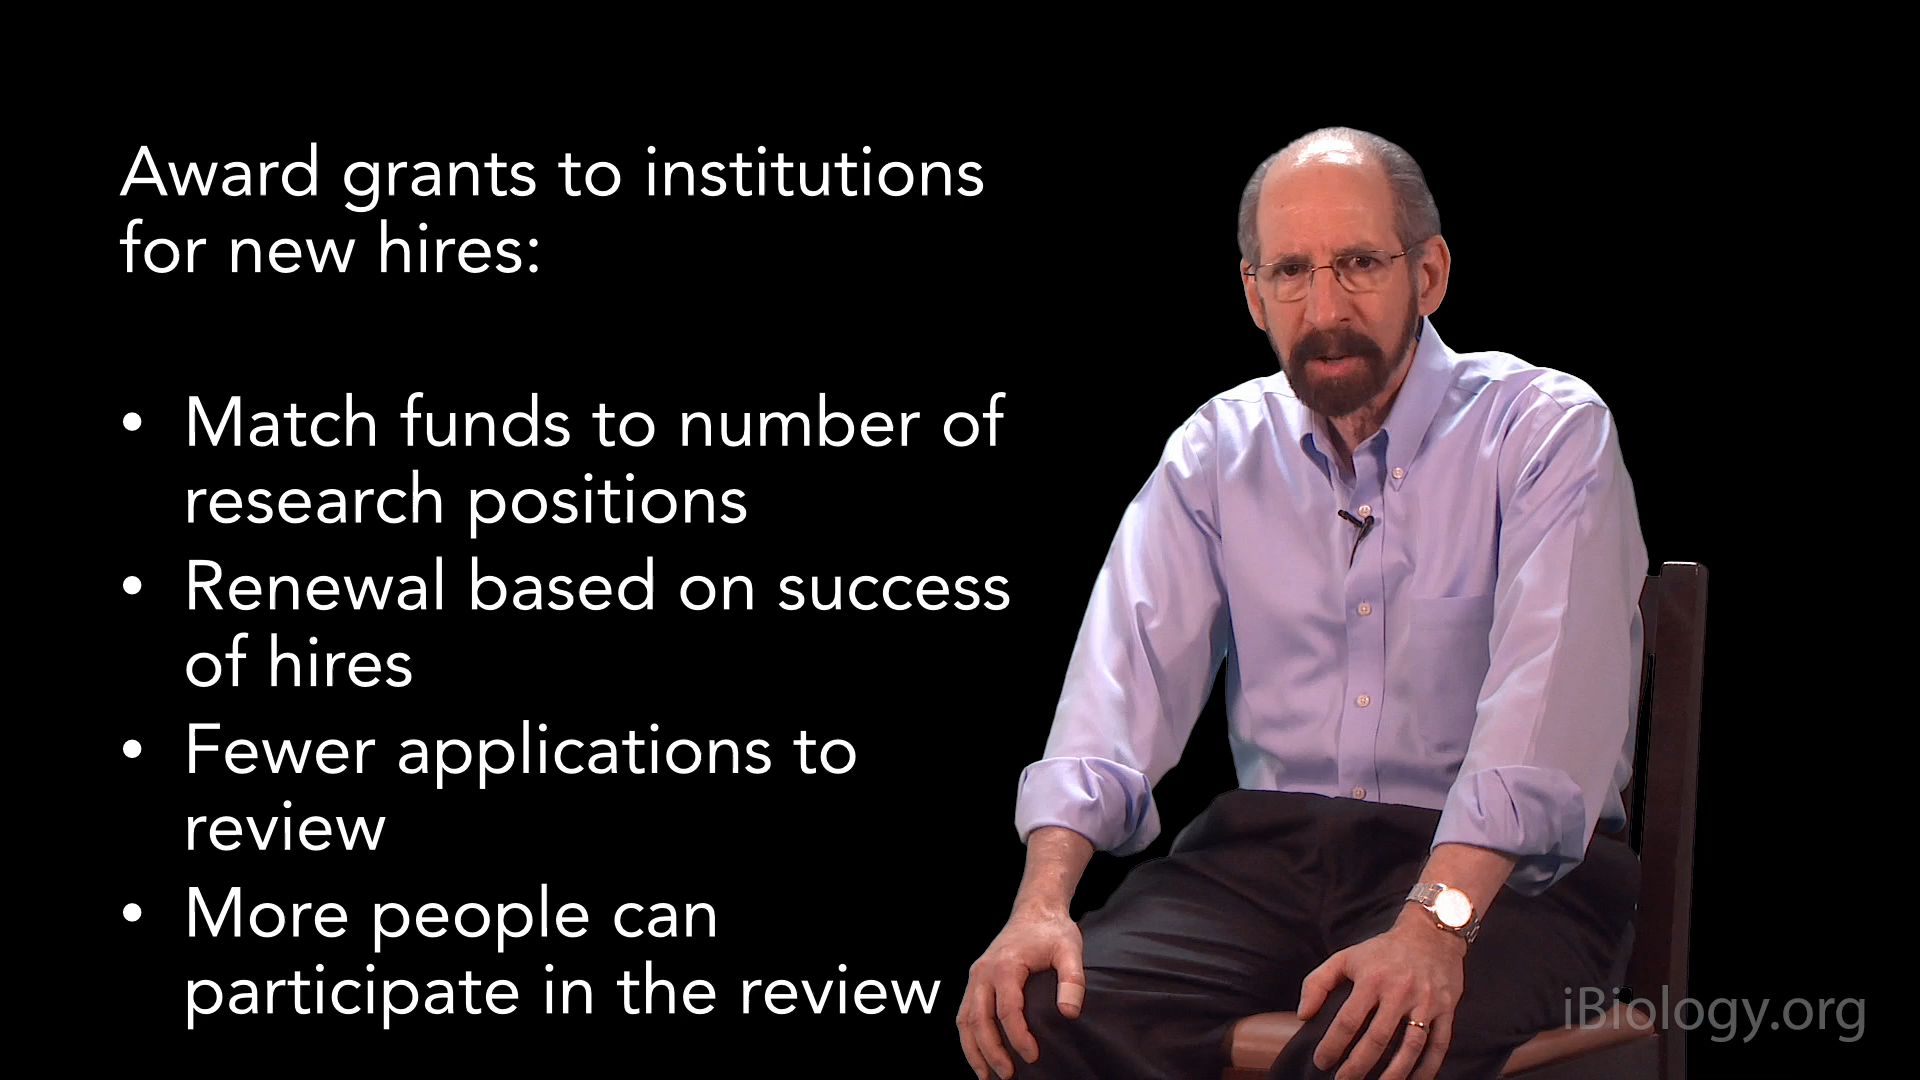 Award grants to institutions
for new hires:
• Match funds to number of
research positions
• Renewal based on success
of hires
• Fewer applications to
review
• More people can
participate in the review
iBiology.org